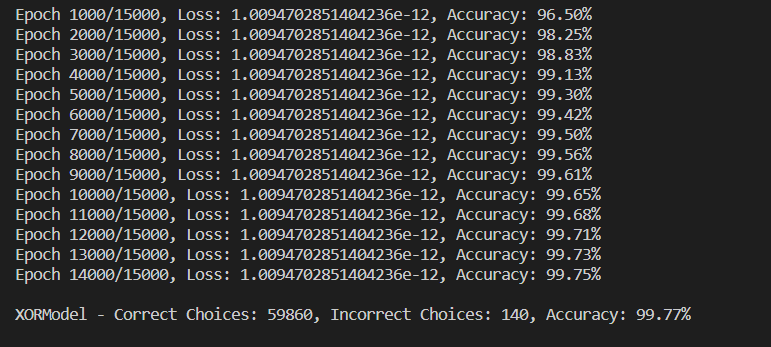 Epoch 1000/15000, Loss: 1.0094702851404236e-12, Accuracy: 96.50%
Epoch 2000/15000, Loss: 1.0094702851404236e-12, Accuracy: 98.25%
Epoch 3000/15000, Loss: 1.0094702851404236e-12, Accuracy: 98.83%
Epoch 4000/15000, Loss: 1.0094702851404236e-12, Accuracy: 99.13%
Epoch 5000/15000, Loss: 1.0094702851404236e-12, Accuracy: 99.30%
Epoch 6000/15000, Loss: 1.0094702851404236e-12, Accuracy: 99.42%
Epoch 7000/15000, Loss: 1.0094702851404236e-12, Accuracy: 99.50%
Epoch 8000/15000, Loss: 1.0094702851404236e-12, Accuracy: 99.56%
Epoch 9000/15000, Loss: 1.0094702851404236e-12, Accuracy: 99.61%
Epoch 10000/15000, Loss: 1.0094702851404236e-12, Accuracy: 99.65%
Epoch 11000/15000, Loss: 1.0094702851404236e-12, Accuracy: 99.68%
Epoch 12000/15000, Loss: 1.0094702851404236e-12, Accuracy: 99.71%
Epoch 13000/15000, Loss: 1.0094702851404236e-12, Accuracy: 99.73%
Epoch 14000/15000, Loss: 1.0094702851404236e-12, Accuracy: 99.75%
XORModel - Correct Choices: 59860, Incorrect Choices: 140, Accuracy: 99.77%